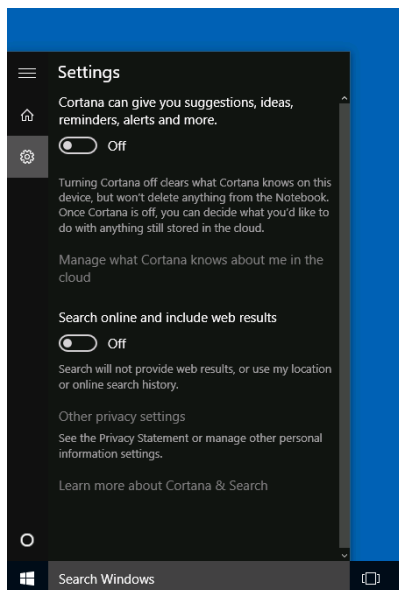 Settings
Cortana can give you suggestions, ideas,
reminders, alerts and more.
Off
Turning Cortana off clears what Cortana knows on this
device, but won't delete anything from the Notebook.
Once Cortana is off, you can decide what you'd like to
do with anything still stored in the cloud.
Manage what Cortana knows about me in the
cloud
Search online and include web results
Off
Search will not provide web results, or use my location
or online search history.
Other privacy settings
See the Privacy Statement or manage other personal
information settings.
Learn more about Cortana & Search
Search Windows